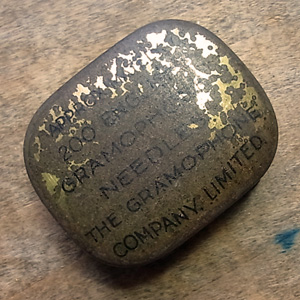 200
GRAMOPHONE
NEEDLES
THE GRAMOPHONE
COMPANY, LIMITED.